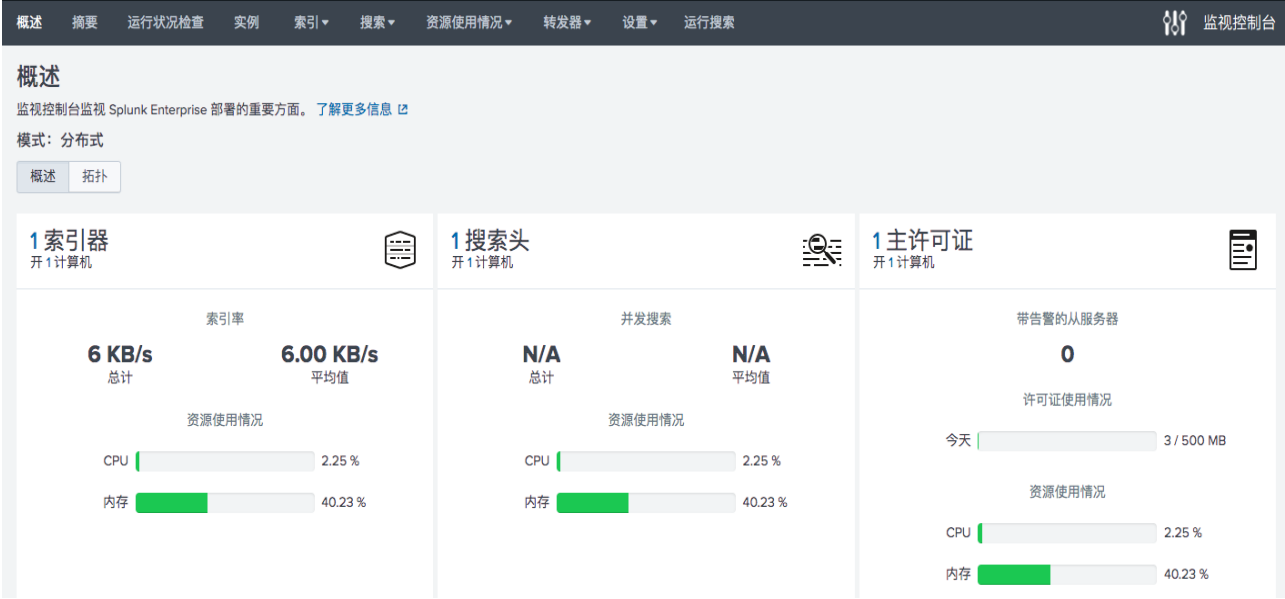 概述 摘要 运行状况检查 实例 索引▾ 搜索▾ 资源使用情况▾ 转发器▾ 设置▾ 运行搜索 监视控制台
概述
监视控制台监视 Splunk Enterprise 部署的重要方面。 了解更多信息
模式：分布式
概述 拓扑
1 索引器
开 1 计算机
索引率
6 KB/s 6.00 KB/s
总计 平均值
资源使用情况
CPU 2.25 %
内存 40.23 %
1 搜索头
开 1 计算机
并发搜索
N/A N/A
总计 平均值
资源使用情况
CPU 2.25 %
内存 40.23 %
1 主许可证
开 1 计算机
带告警的从服务器
0
许可证使用情况
今天 3 / 500 MB
资源使用情况
CPU 2.25 %
内存 40.23 %